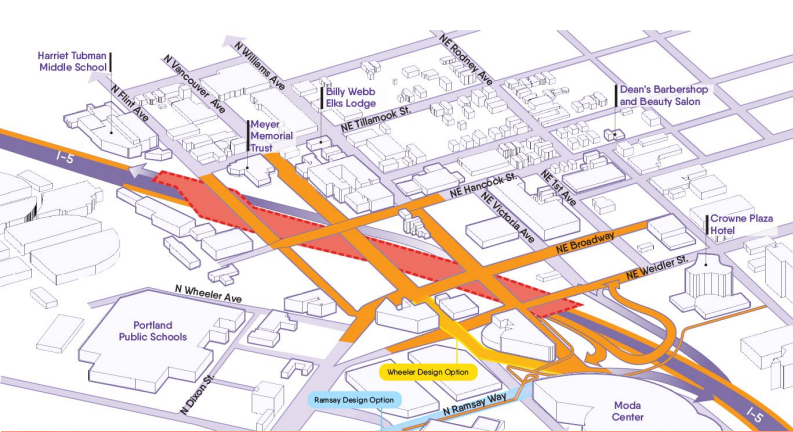 Harriet Tubman
Middle School
N Flint Ave
N Vancouver Ave
N Williams Ave
NE Rodney Ave
Billy Webb
Elks Lodge
Dean's Barbershop
and Beauty Salon
Meyer
Memorial
Trust
NE Tillamook St.
I-5
NE Hancock St.
NE 1st Ave
NE Victoria Ave
Crowne Plaza
Hotel
NE Broadway
NE Weidler St.
N Wheeler Ave
Portland
Public Schools
Wheeler Design Option
N Dixon St.
Ramsay Design Option
N Ramsay Way
Moda
Center
I-5